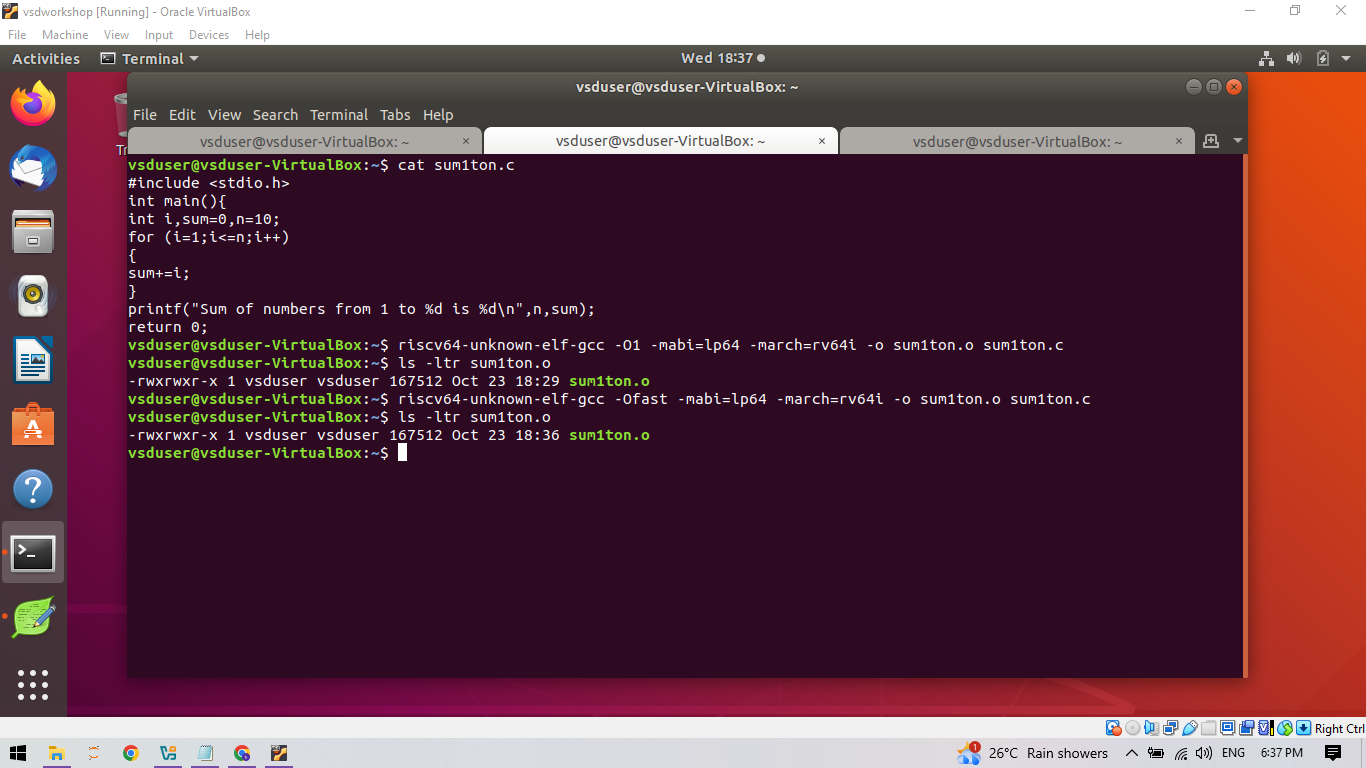 vsdworkshop [Running] - Oracle VirtualBox
File Machine View Input Devices Help
Activities Terminal Wed 18:37
vsduser@vsduser-VirtualBox: ~
File Edit View Search Terminal Tabs Help
vsduser@vsduser-VirtualBox: ~ × vsduser@vsduser-VirtualBox: ~ × vsduser@vsduser-VirtualBox: ~ ×
vsduser@vsduser-VirtualBox:~$ cat sum1ton.c
#include <stdio.h>
int main(){
int i,sum=0,n=10;
for (i=1;i<=n;i++)
{
sum+=i;
}
printf("Sum of numbers from 1 to %d is %d\n",n,sum);
return 0;
vsduser@vsduser-VirtualBox:~$ riscv64-unknown-elf-gcc -O1 -mabi=lp64 -march=rv64i -o sum1ton.o sum1ton.c
vsduser@vsduser-VirtualBox:~$ ls -ltr sum1ton.o
-rwxrwxr-x 1 vsduser vsduser 167512 Oct 23 18:29 sum1ton.o
vsduser@vsduser-VirtualBox:~$ riscv64-unknown-elf-gcc -Ofast -mabi=lp64 -march=rv64i -o sum1ton.o sum1ton.c
vsduser@vsduser-VirtualBox:~$ ls -ltr sum1ton.o
-rwxrwxr-x 1 vsduser vsduser 167512 Oct 23 18:36 sum1ton.o
vsduser@vsduser-VirtualBox:~$
Right Ctrl
1 26°C Rain showers ENG 6:37 PM